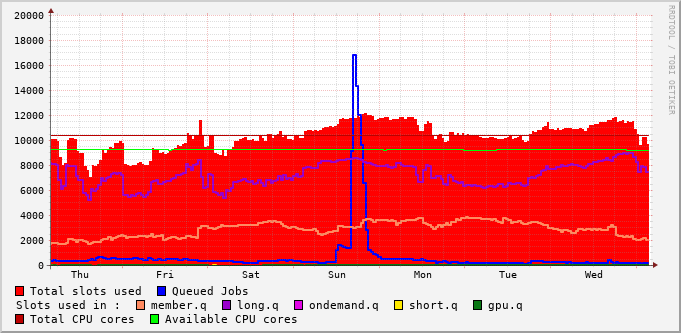 RRDTOOL / TOBI OETIKER
20000
18000
16000
14000
12000
10000
8000
6000
4000
2000
0
Thu Fri Sat Sun Mon Tue Wed
Total slots used Queued Jobs
Slots used in : member.q long.q ondemand.q short.q gpu.q
Total CPU cores Available CPU cores